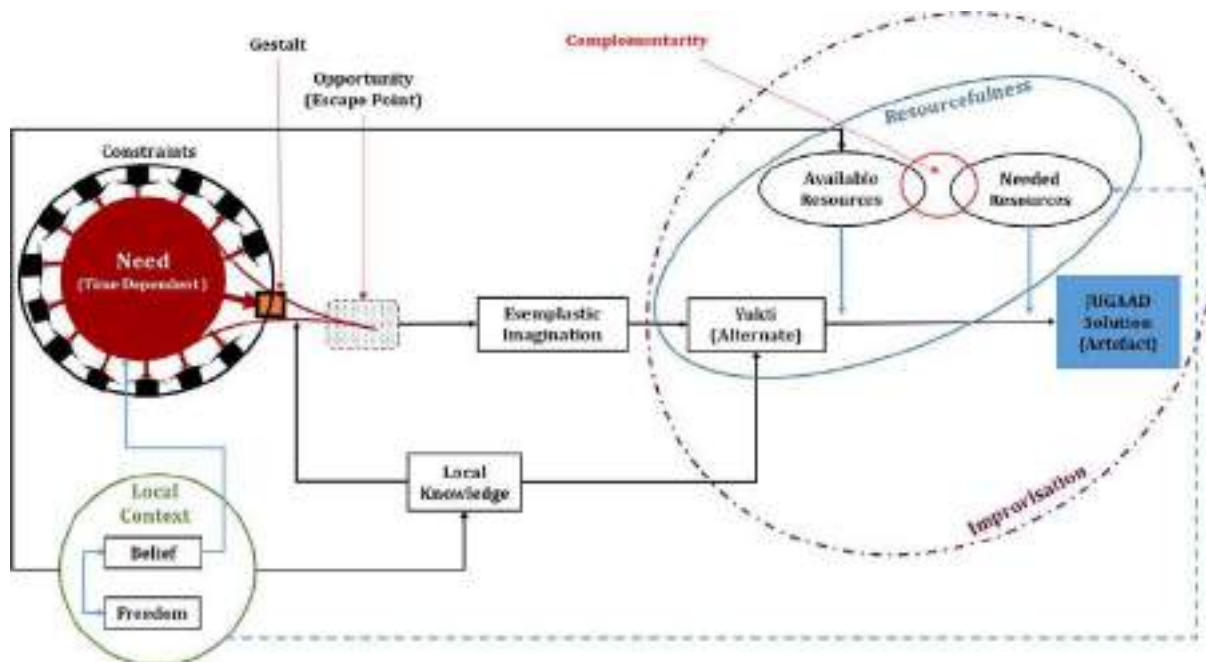 Gestalt
Complementarity
Opportunity
(Escape Point)
Resourcefulness
Constraints
Available
Resources
Needed
Resources
Need
(Time Dependent)
Esemplastic
Imagination
Yukti
(Alternate)
JUGAAD
Solution
(Artefact)
Local
Knowledge
Local
Context
Belief
Freedom
Improrisation